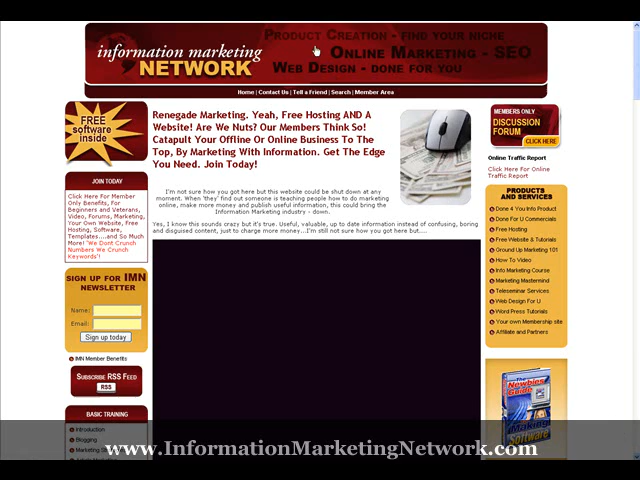 Product Creation - find your niche
information marketing
NETWORK
Online Marketing - SEO
Web Design - done for you
Home | Contact Us | Tell a Friend | Search | Member Area
FREE
software
inside
Renegade Marketing. Yeah, Free Hosting AND A
Website! Are We Nuts? Our Members Think So!
Catapult Your Offline Or Online Business To The
Top, By Marketing With Information. Get The Edge
You Need. Join Today!
MEMBERS ONLY
DISCUSSION
FORUM
CLICK HERE
Online Traffic Report
Click Here For Online
Traffic Report
JOIN TODAY
Click Here For Member
Only Benefits, For
Beginners and Veterans,
Video, Forums, Marketing,
Your Own Website, Free
Hosting, Software,
Templates....and So Much
More! 'We Dont Crunch
Numbers We Crunch
Keywords'!
I'm not sure how you got here but this website could be shut down at any
moment. When 'they' find out someone is teaching people how to do marketing
online, make more money and publish useful information, this could bring the
Information Marketing industry - down.
Yes, I know this sounds crazy but it's true. Useful, valuable, up to date information instead of confusing, boring
and disguised content, just to charge more money...I'm still not sure how you got here but....
PRODUCTS
AND SERVICES
Done 4 You Info Product
Done For U Commercials
Free Hosting
Free Website & Tutorials
Ground Up Marketing 101
How To Video
Info Marketing Course
Marketing Mastermind
Teleseminar Services
Web Design For U
Word Press Tutorials
Your own Membership site
Affiliate and Partners
SIGN UP FOR IMN
NEWSLETTER
Name:
Email:
Sign up today
IMN Member Benefits
Subscribe RSS Feed
RSS
BASIC TRAINING
Introduction
Blogging
The
Newbies
Guide
Making
Software
www.InformationMarketingNetwork.com